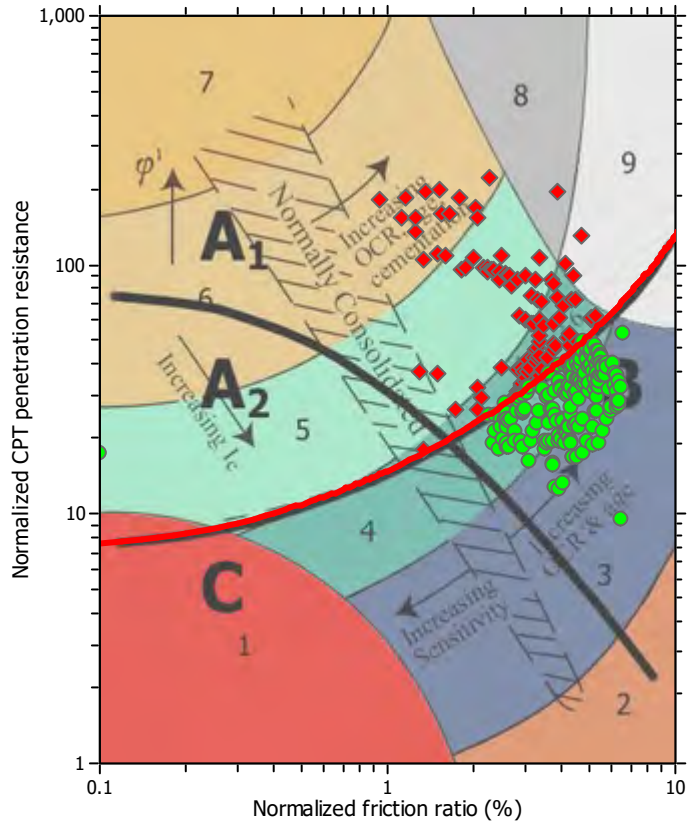 1,000
100
10
1
0.1
1
10
Normalized CPT penetration resistance
Normalized friction ratio (%)
7
8
9
φ'
A1
6
A2
5
4
B
3
C
1
2
Normally Consolidated
Increasing
OCR, age
cementation
Increasing Ic
Increasing
OCR & age
Increasing
Sensitivity